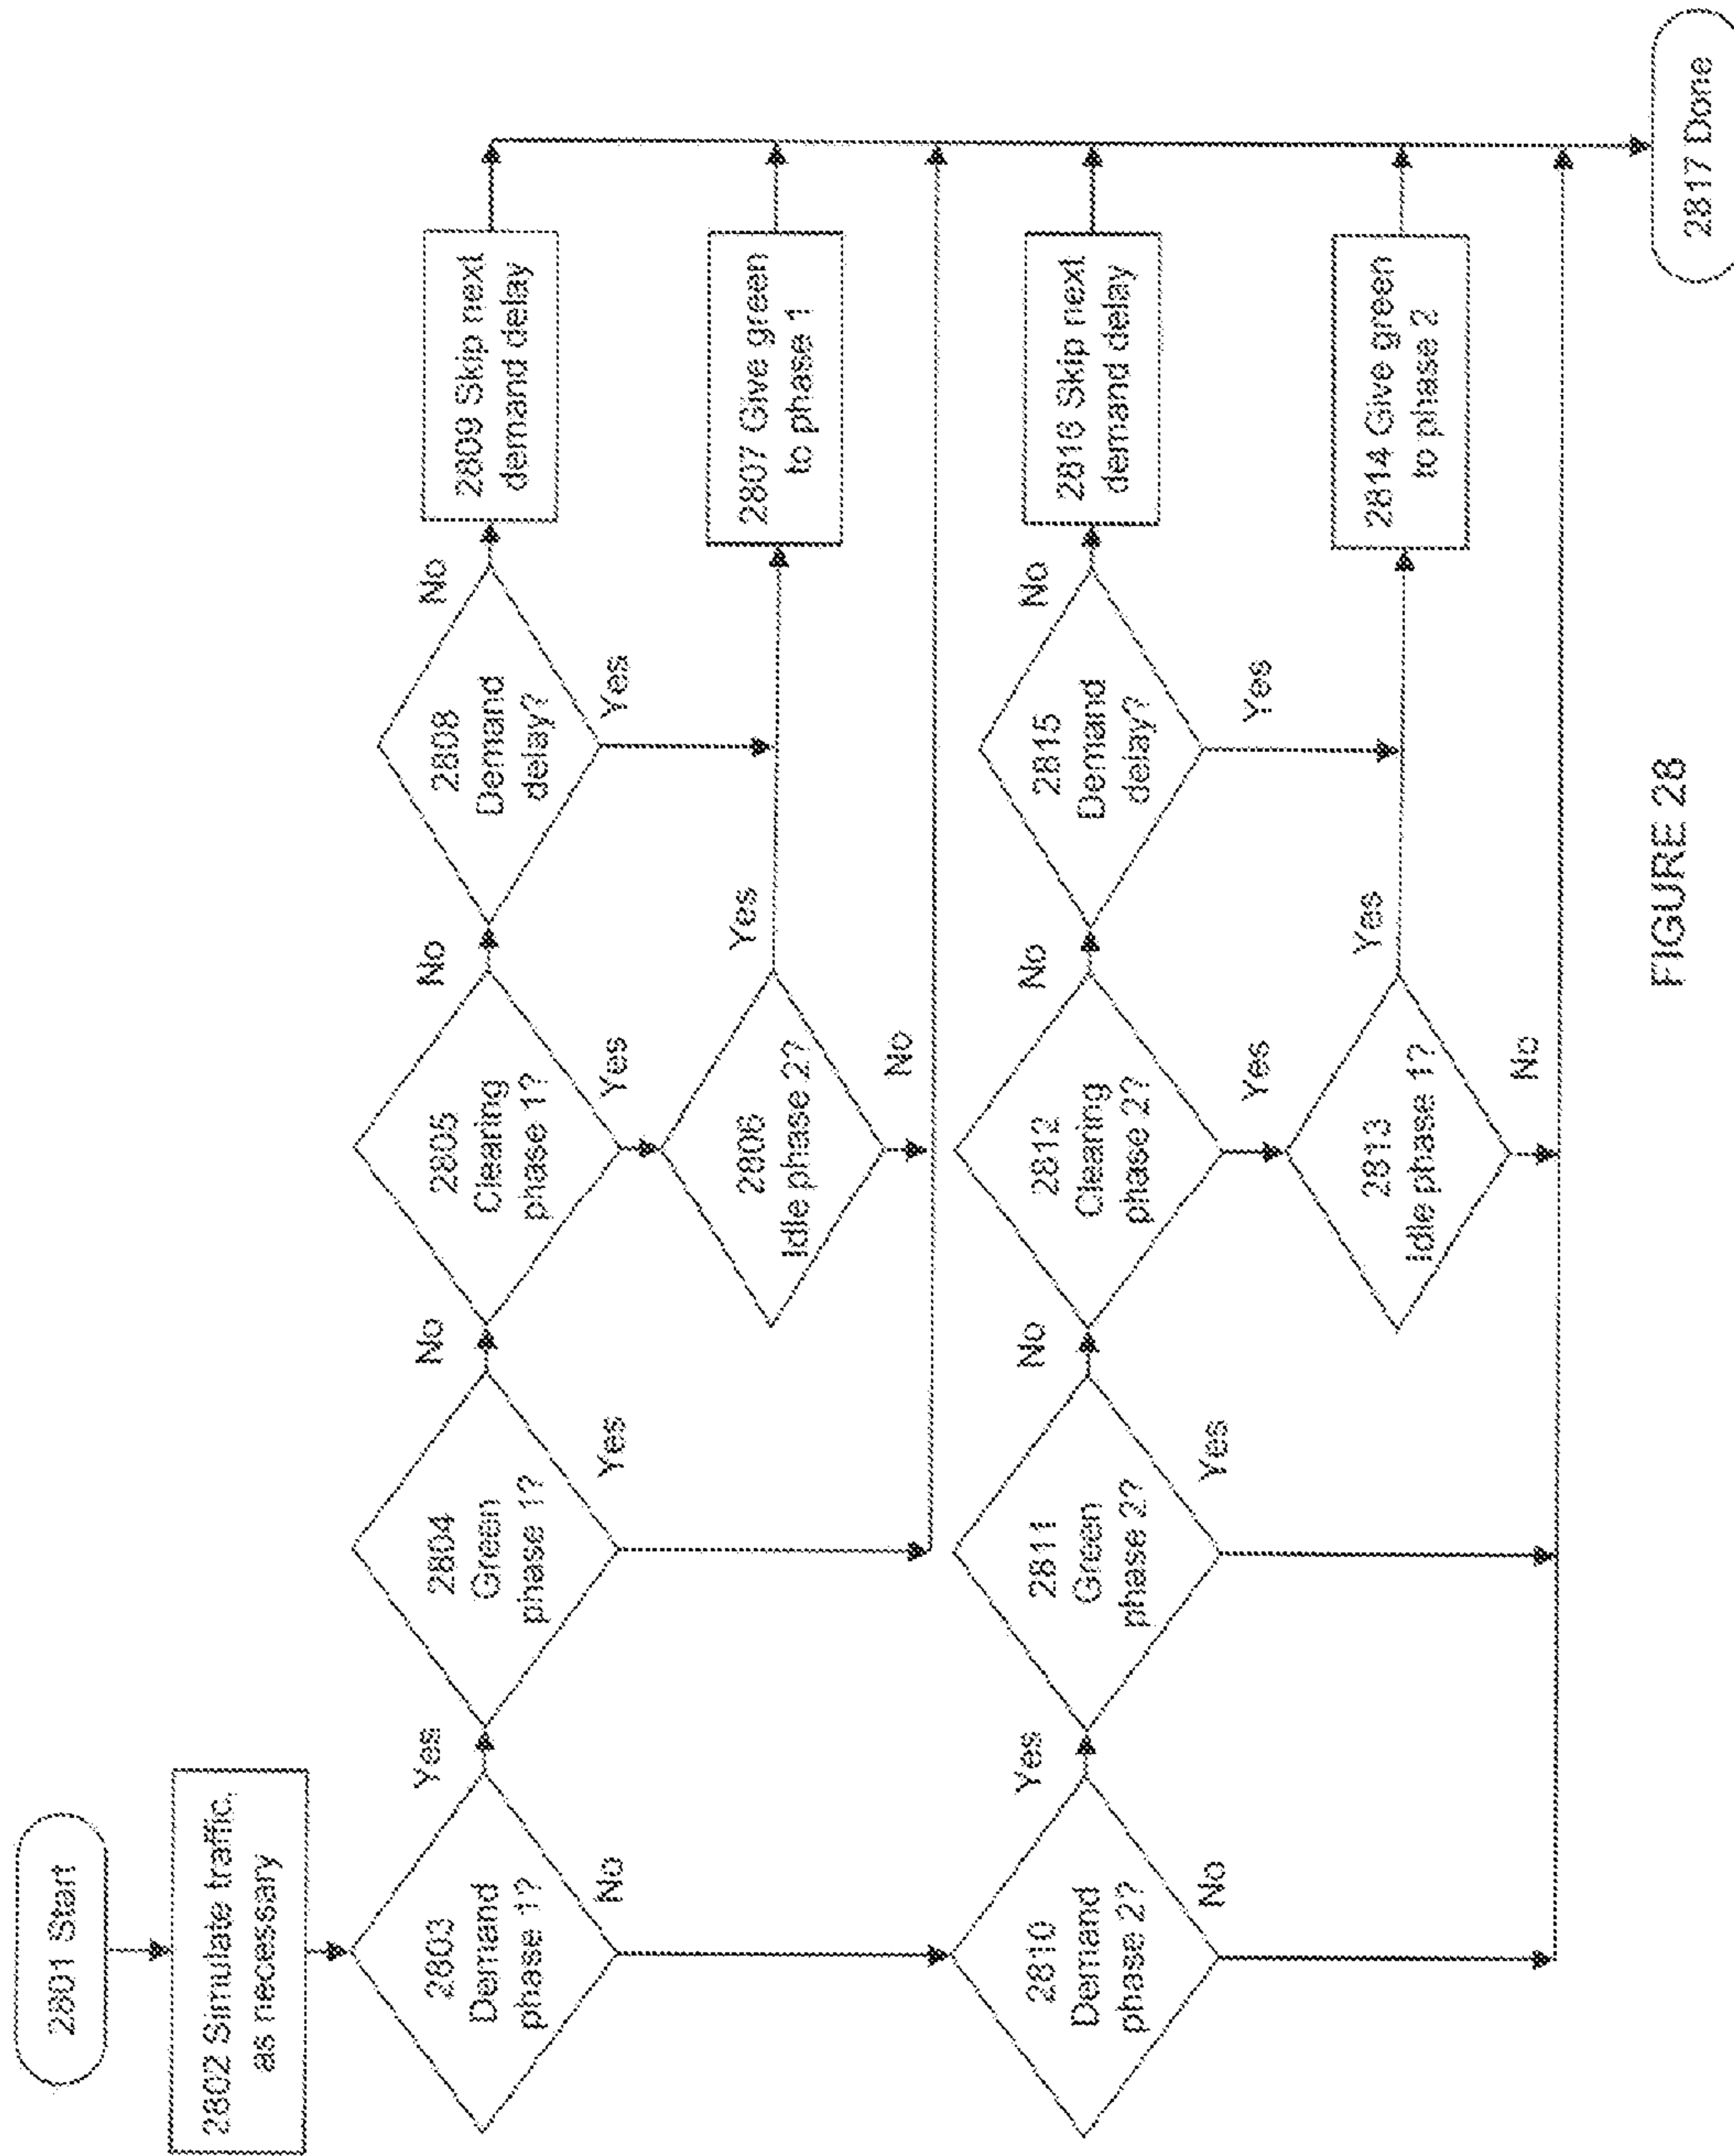 2801 Start
2802 Simulate traffic,
as necessary
2803
Demand
phase 1?
Yes
No
2804
Green
phase 1?
No
Yes
2805
Clearing
phase 1?
No
Yes
2808
Demand
delay?
No
Yes
2809 Skip next
demand delay
2806
Idle phase 2?
Yes
No
2807 Give green
to phase 1
2810
Demand
phase 2?
Yes
No
2811
Green
phase 2?
No
Yes
2812
Clearing
phase 2?
No
Yes
2815
Demand
delay?
No
Yes
2816 Skip next
demand delay
2813
Idle phase 1?
Yes
No
2814 Give green
to phase 2
2817 Done
FIGURE 28